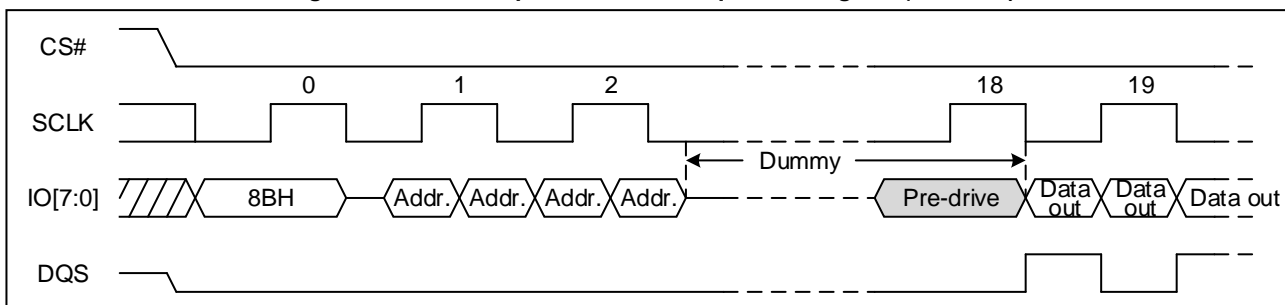 CS#
0 1 2 18 19
SCLK
Dummy
IO[7:0] 8BH Addr. Addr. Addr. Addr. Pre-drive Data out Data out Data out
DQS